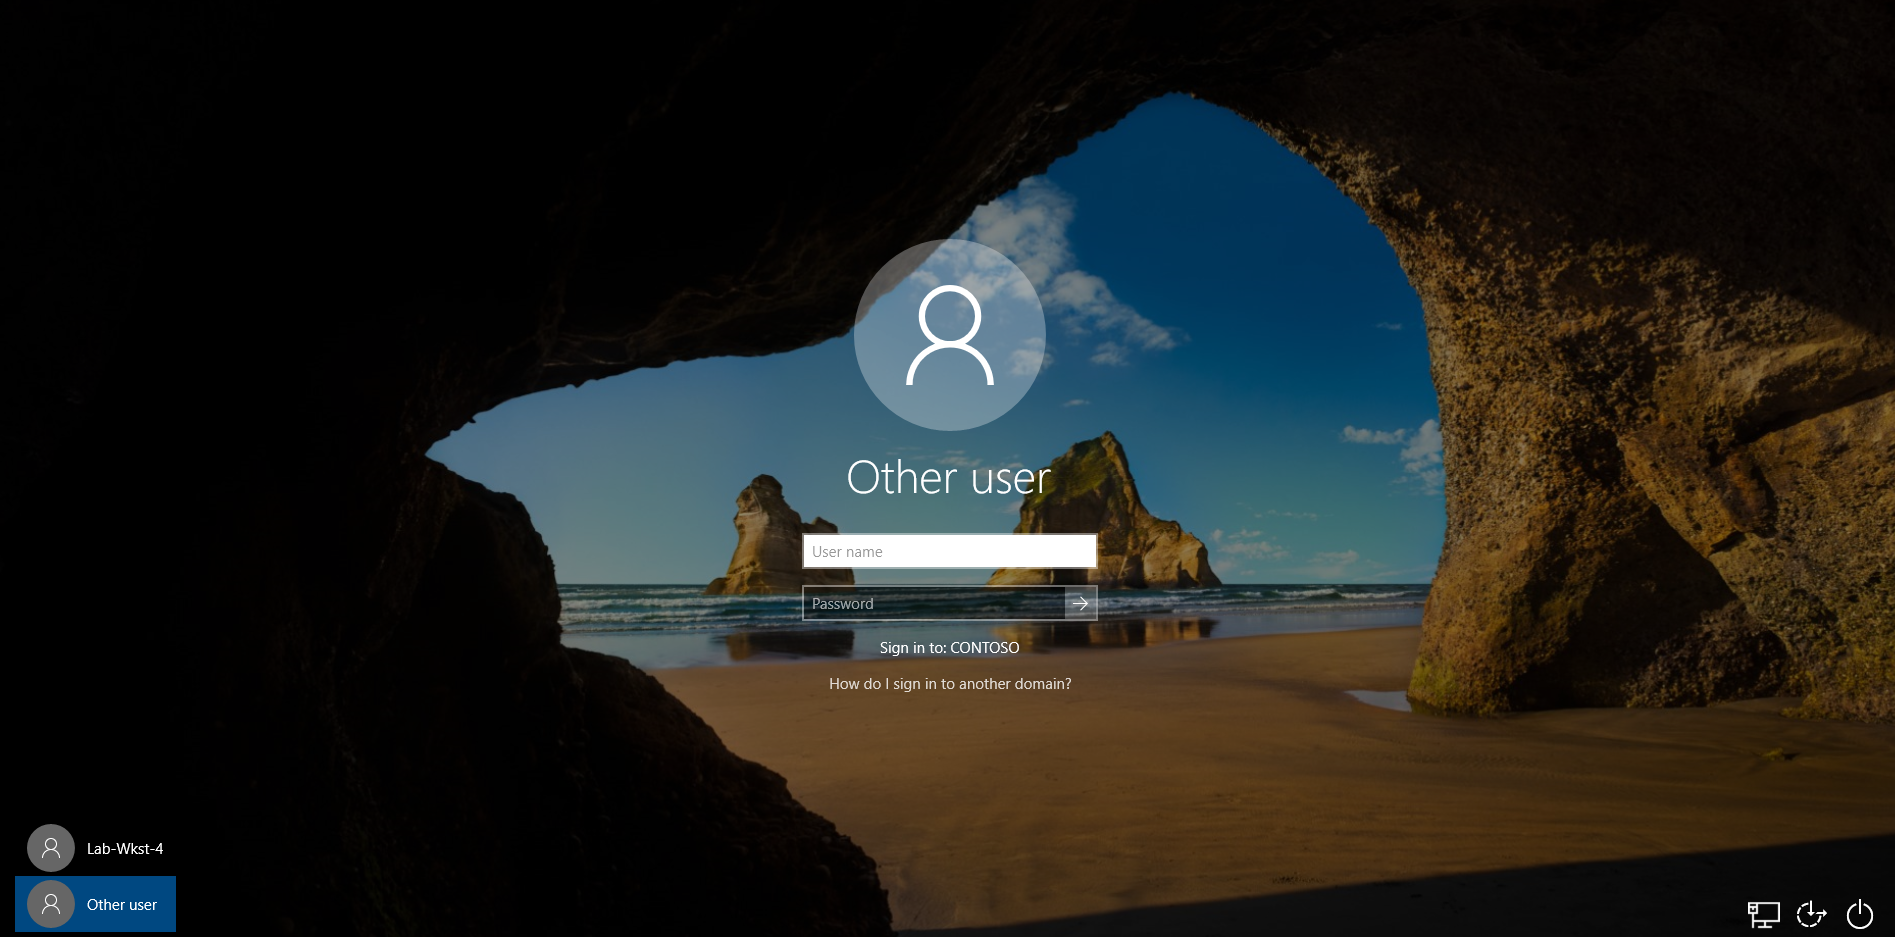 Other user
User name
Password
Sign in to: CONTOSO
How do I sign in to another domain?
Lab-Wkst-4
Other user